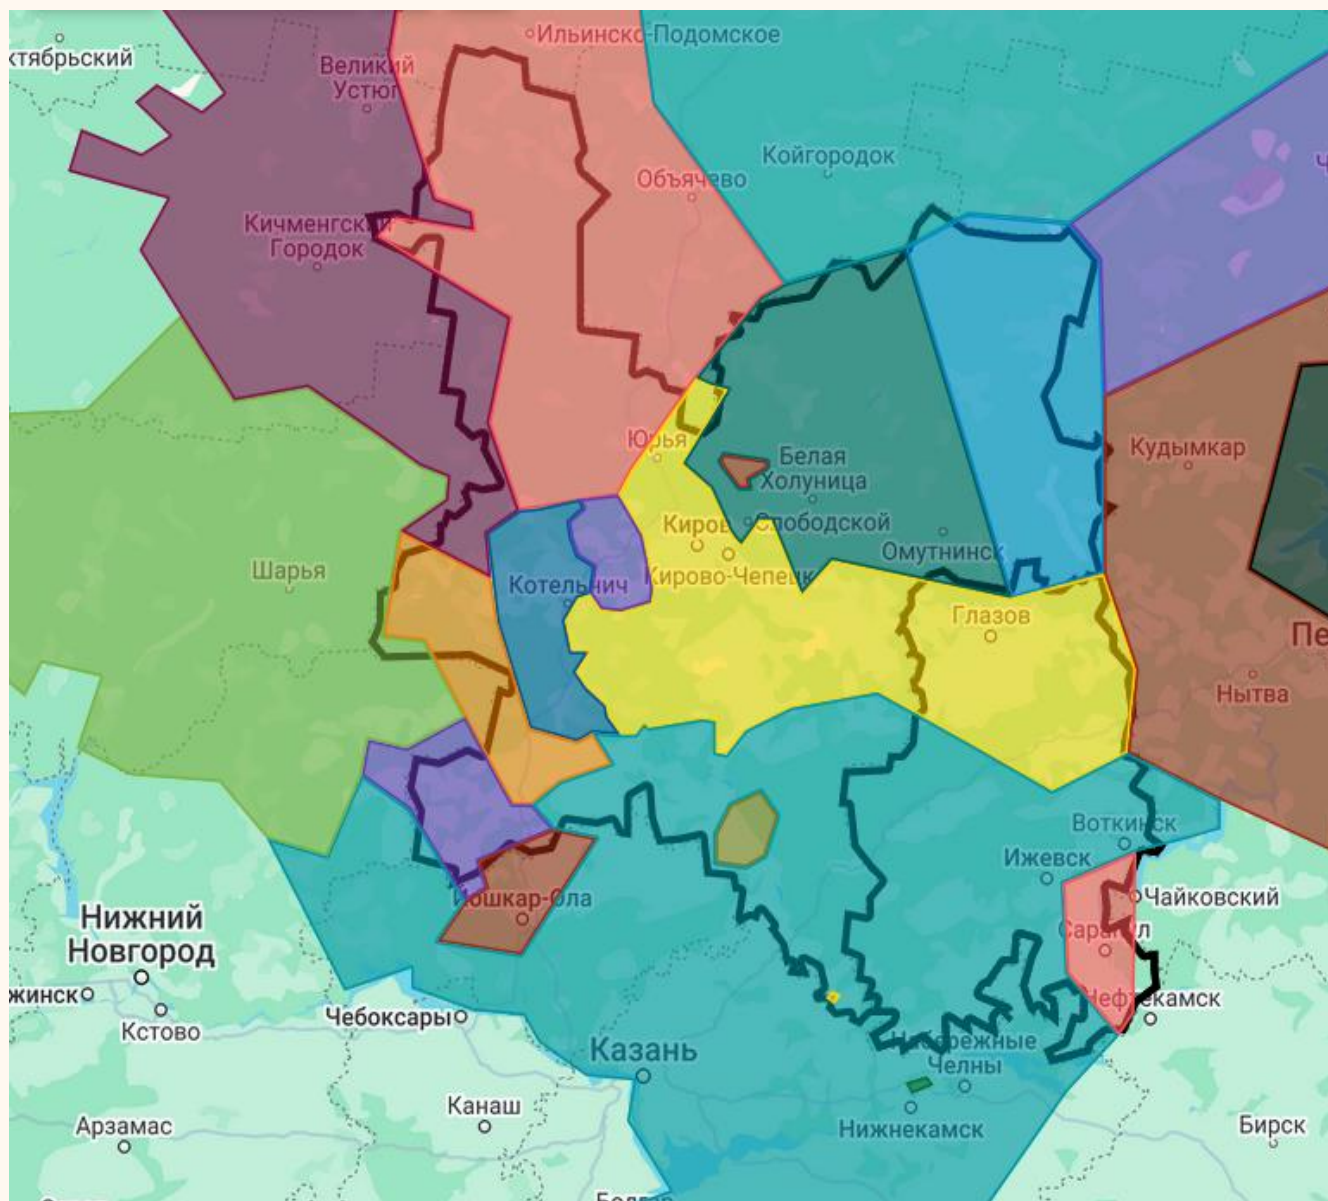 Ильинско-Подомское
ктябрьский
Великий
Устюг
Койгородок
Объячево
Кичменгский
Городок
Юрья
Кудымкар
Белая
Холуница
Киров
Слободской
Омутнинск
Шарья
Котельнич
Кирово-Чепецк
Глазов
Пе
Нытва
Воткинск
Ижевск
Йошкар-Ола
Чайковский
Сарапул
Нижний
Новгород
жинск
Кстово
Чебоксары
Нефтекамск
Казань
Набережные
Челны
Канаш
Арзамас
Нижнекамск
Бирск